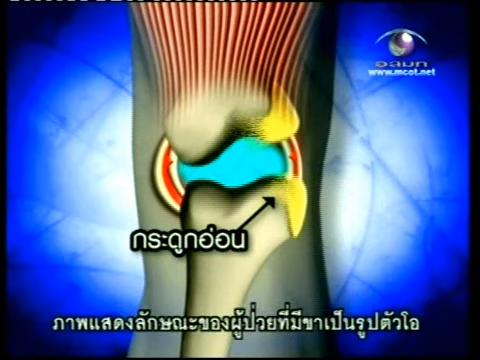 อสมท
www.mcot.net
กระดูกอ่อน
ภาพแสดงลักษณะของผู้ป่วยที่มีขาเป็นรูปตัวโอ